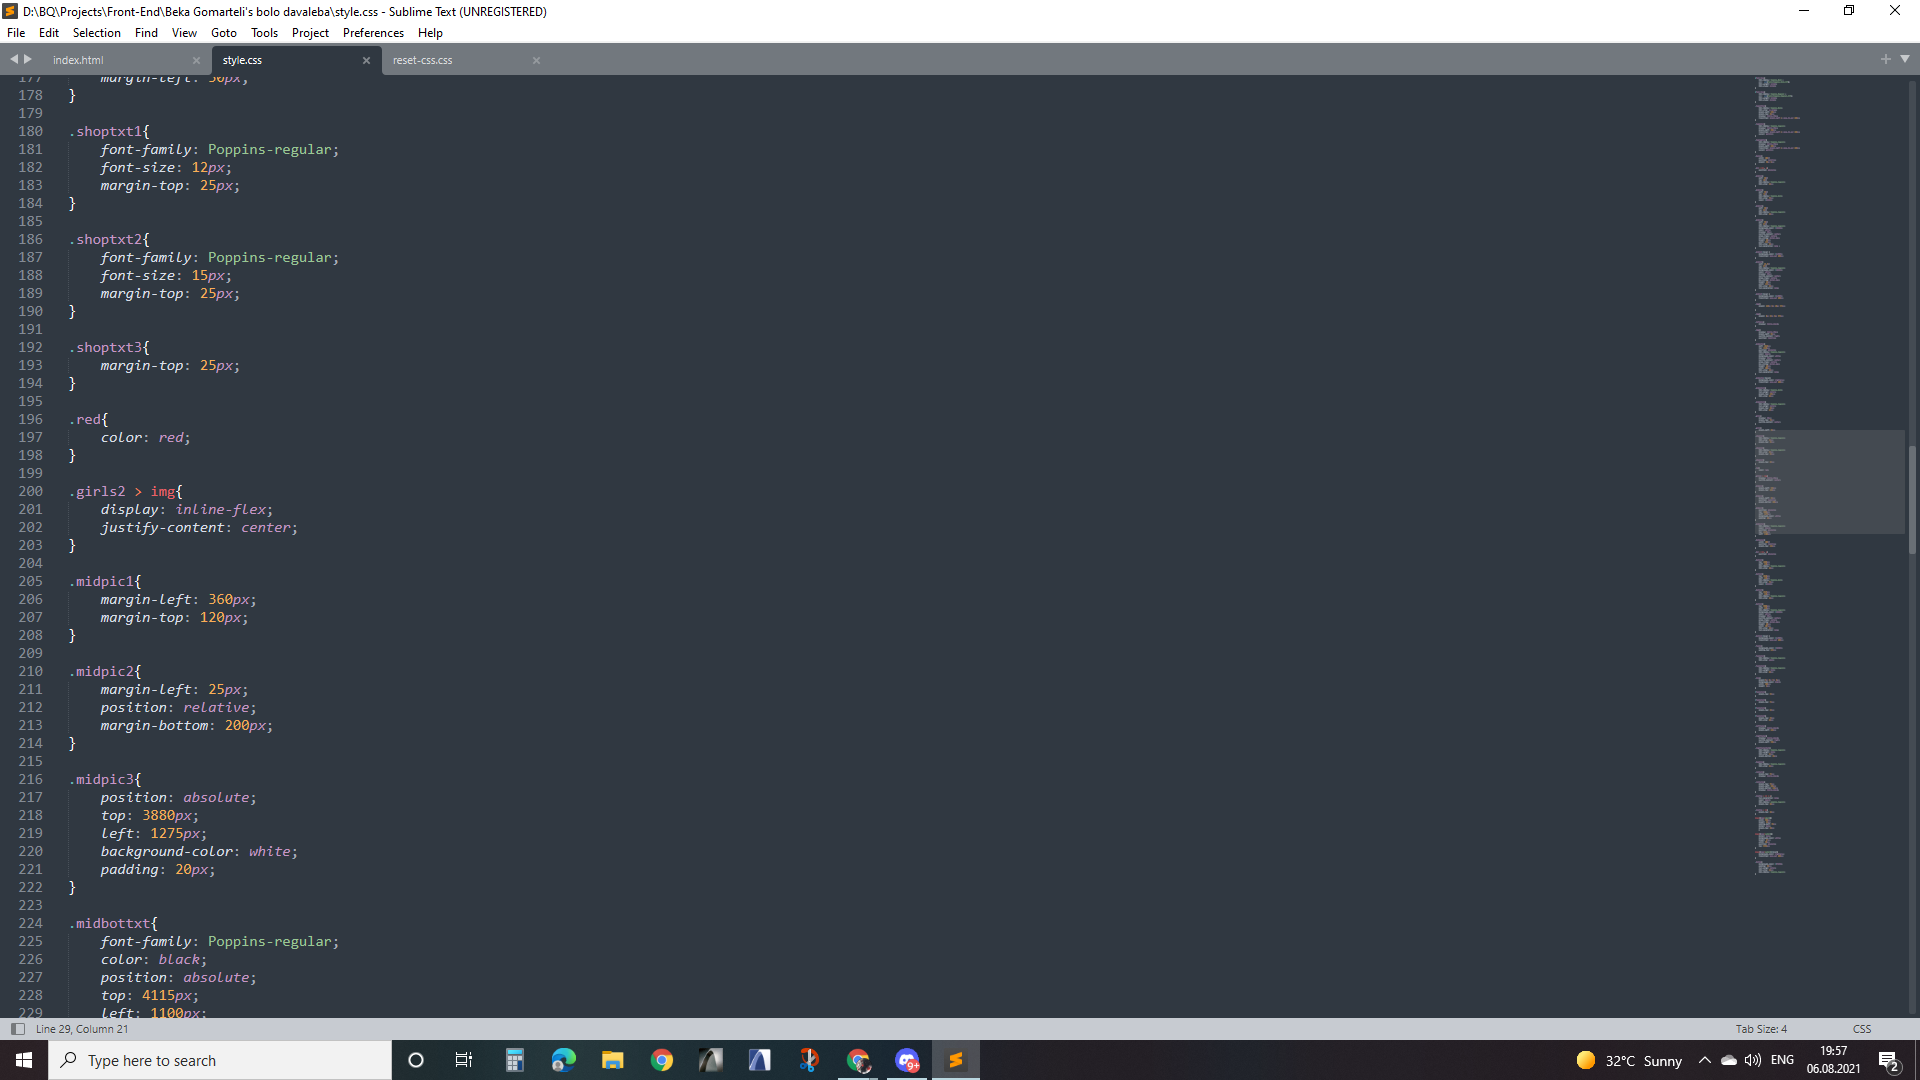 D:\BQ\Projects\Front-End\Beka Gomarteli's bolo davaleba\style.css - Sublime Text (UNREGISTERED)
File Edit Selection Find View Goto Tools Project Preferences Help
index.html style.css reset-css.css
177 margin-left: 50px;
178 }
179
180 .shoptxt1{
181 font-family: Poppins-regular;
182 font-size: 12px;
183 margin-top: 25px;
184 }
185
186 .shoptxt2{
187 font-family: Poppins-regular;
188 font-size: 15px;
189 margin-top: 25px;
190 }
191
192 .shoptxt3{
193 margin-top: 25px;
194 }
195
196 .red{
197 color: red;
198 }
199
200 .girls2 > img{
201 display: inline-flex;
202 justify-content: center;
203 }
204
205 .midpic1{
206 margin-left: 360px;
207 margin-top: 120px;
208 }
209
210 .midpic2{
211 margin-left: 25px;
212 position: relative;
213 margin-bottom: 200px;
214 }
215
216 .midpic3{
217 position: absolute;
218 top: 3880px;
219 left: 1275px;
220 background-color: white;
221 padding: 20px;
222 }
223
224 .midbottxt{
225 font-family: Poppins-regular;
226 color: black;
227 position: absolute;
228 top: 4115px;
229 left: 1100px;
Line 29, Column 21 Tab Size: 4 CSS
Type here to search 9+ 32°C Sunny ENG 19:57
06.08.2021 2